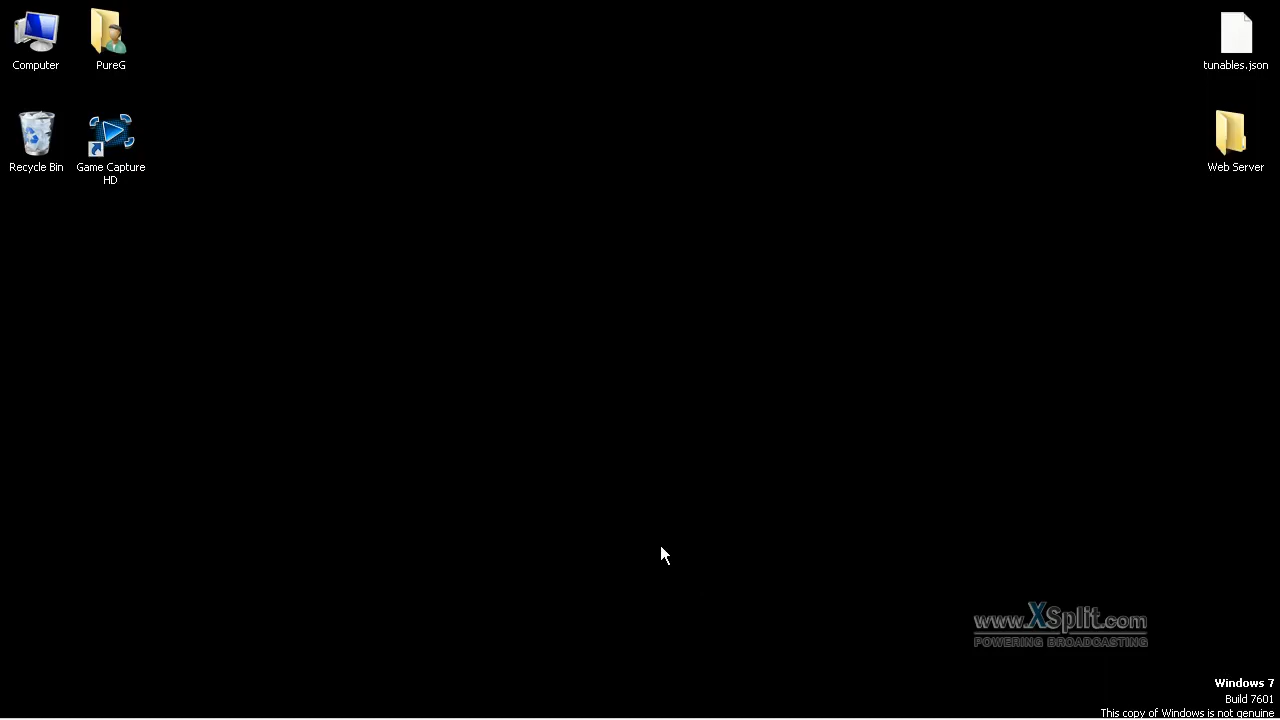 Computer
PureG
tunables.json
Recycle Bin
Game Capture
HD
Web Server
www.XSplit.com
POWERING BROADCASTING
Windows 7
Build 7601
This copy of Windows is not genuine